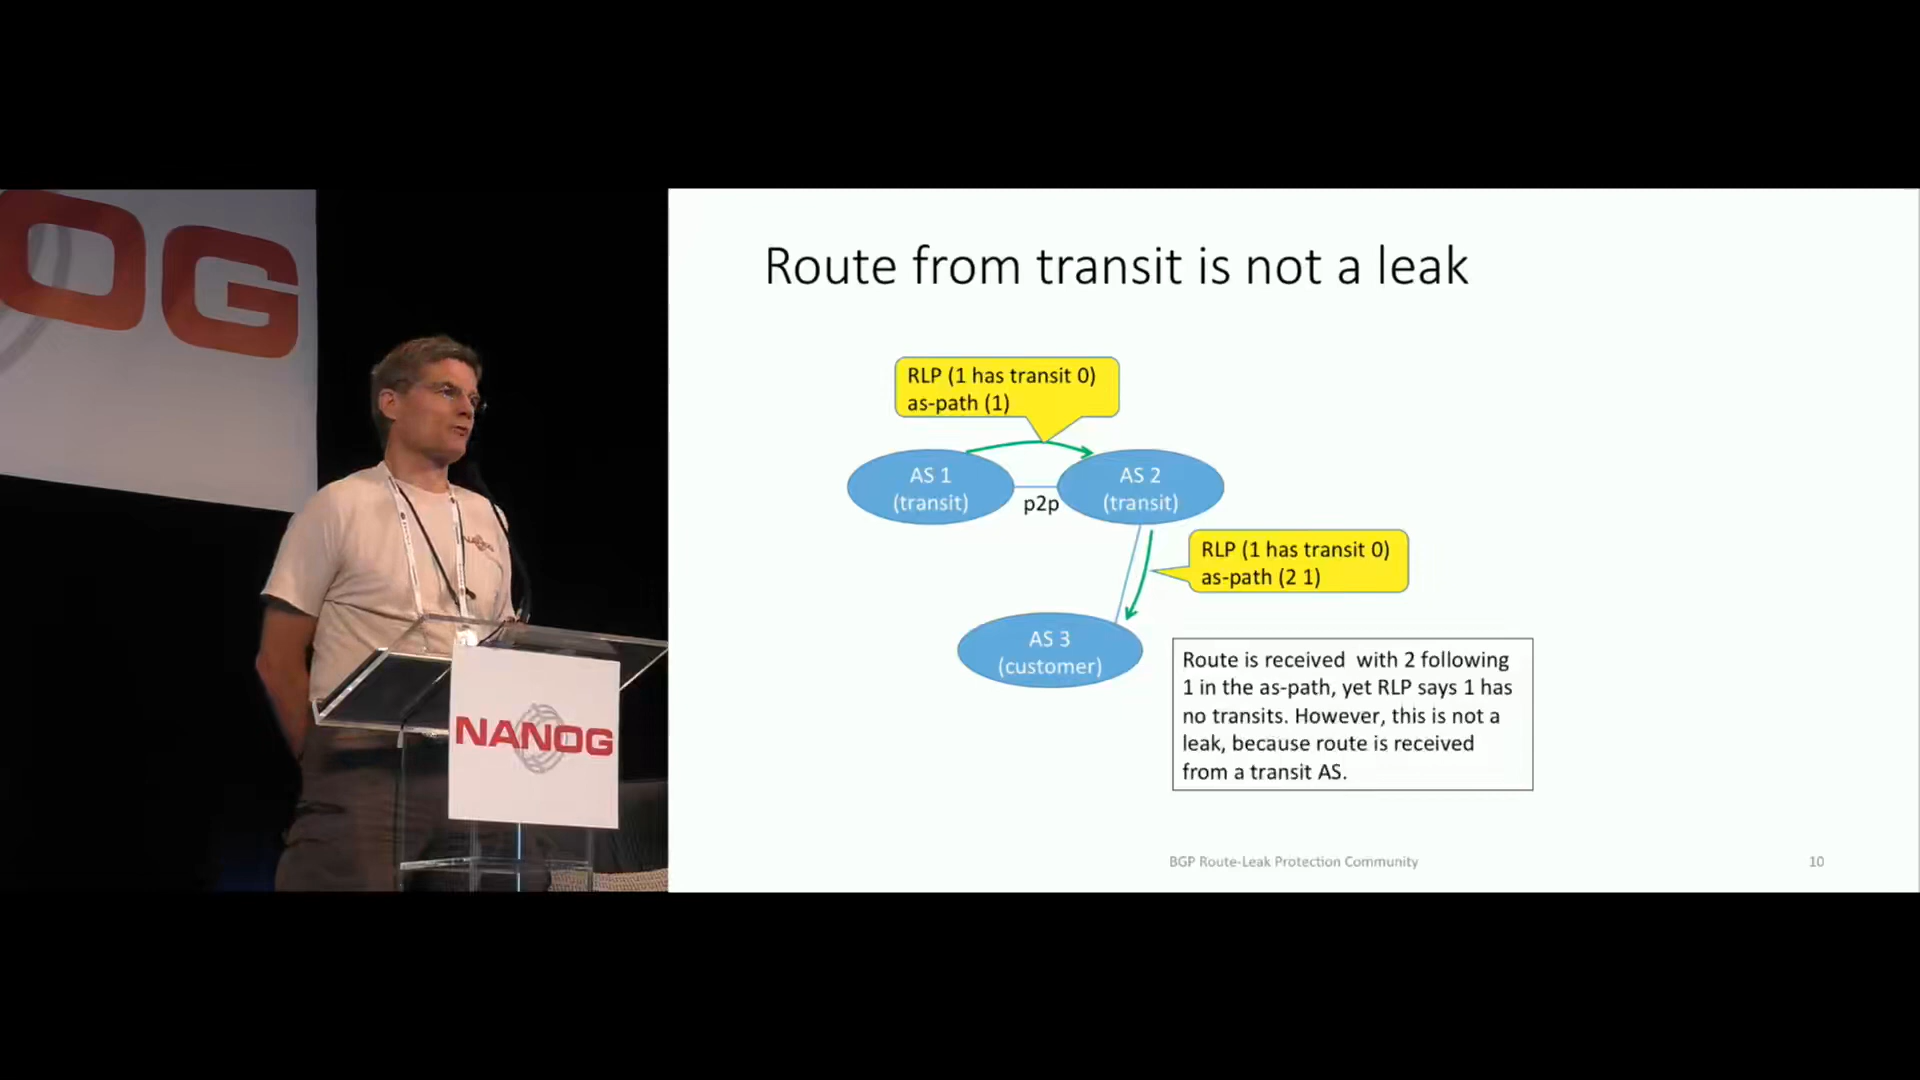 OG
NANOG
NANOG
Route from transit is not a leak
RLP (1 has transit 0)
as-path (1)
AS 1
(transit)
p2p
AS 2
(transit)
RLP (1 has transit 0)
as-path (2 1)
AS 3
(customer)
Route is received with 2 following
1 in the as-path, yet RLP says 1 has
no transits. However, this is not a
leak, because route is received
from a transit AS.
BGP Route-Leak Protection Community
10